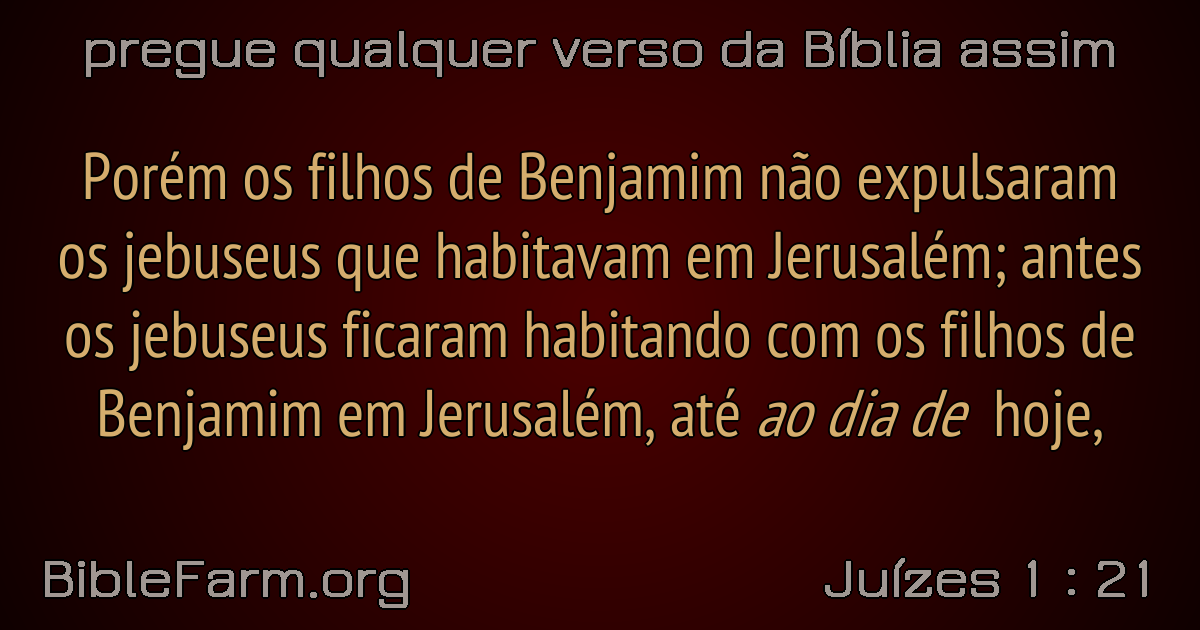 pregue qualquer verso da Bíblia assim
Porém os filhos de Benjamim não expulsaram
os jebuseus que habitavam em Jerusalém; antes
os jebuseus ficaram habitando com os filhos de
Benjamim em Jerusalém, até ao dia de hoje,
BibleFarm.org
Juízes 1 : 21